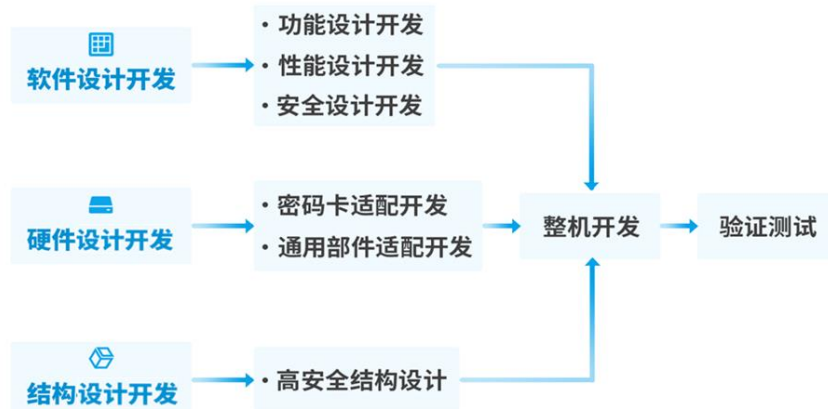 软件设计开发
· 功能设计开发
· 性能设计开发
· 安全设计开发
硬件设计开发
· 密码卡适配开发
· 通用部件适配开发
整机开发
验证测试
结构设计开发
· 高安全结构设计